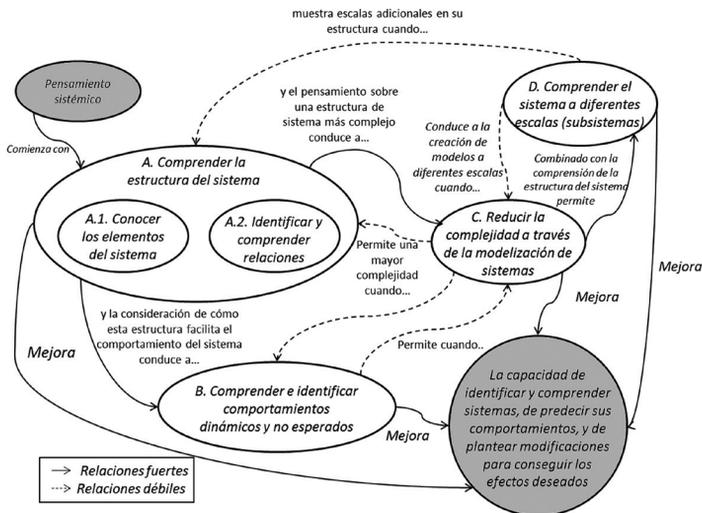 muestra escalas adicionales en su
estructura cuando…
Pensamiento
sistémico
Comienza con
y el pensamiento sobre
una estructura de
sistema más complejo
conduce a…
D. Comprender el
sistema a diferentes
escalas (subsistemas)
Conduce a la
creación de
modelos a
diferentes escalas
cuando…
Combinado con la
comprensión de la
estructura del sistema
permite
A. Comprender la
estructura del sistema
A.1. Conocer
los elementos
del sistema
A.2. Identificar y
comprender
relaciones
C. Reducir la
complejidad a través
de la modelización de
sistemas
Permite una
mayor
complejidad
cuando…
Mejora
Mejora
y la consideración de cómo
esta estructura facilita el
comportamiento del sistema
conduce a…
Mejora
Permite cuando..
B. Comprender e identificar
comportamientos
dinámicos y no esperados
Mejora
La capacidad de
identificar y comprender
sistemas, de predecir sus
comportamientos, y de
plantear modificaciones
para conseguir los
efectos deseados
Relaciones fuertes
Relaciones débiles